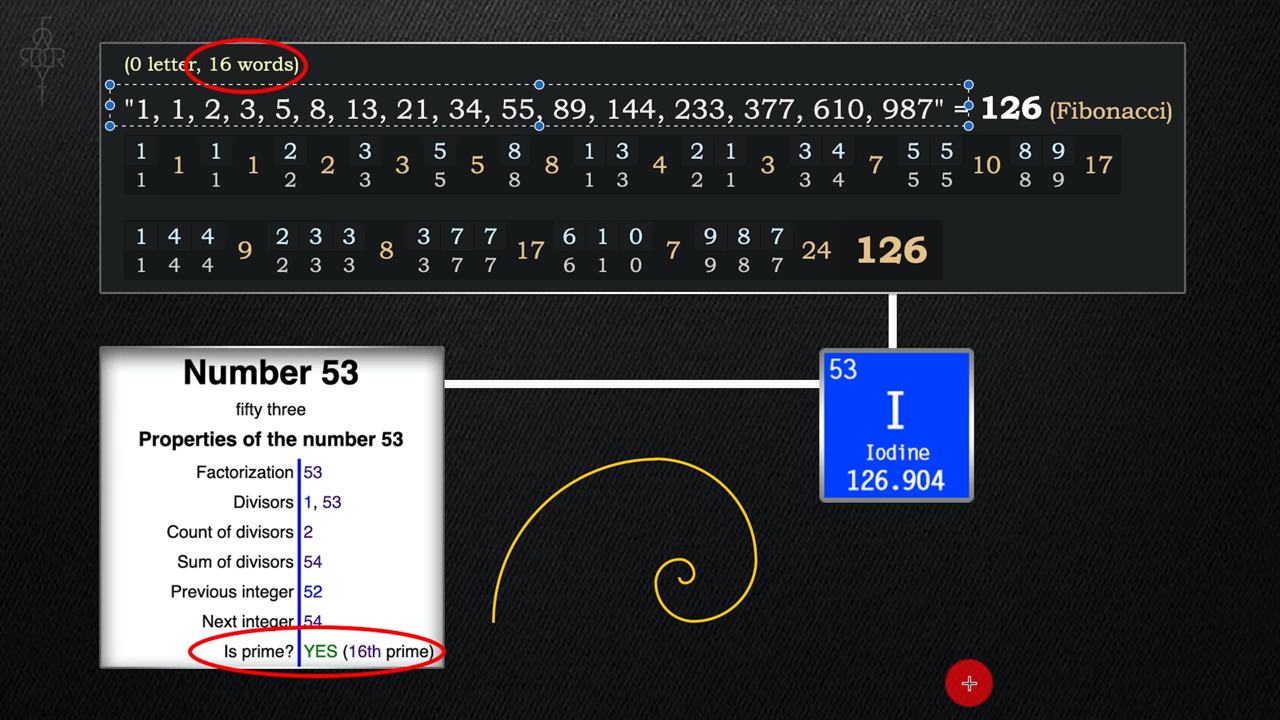 (0 letter, 16 words)
"1, 1, 2, 3, 5, 8, 13, 21, 34, 55, 89, 144, 233, 377, 610, 987" = 126 (Fibonacci)
1 1 1 1 2 2 3 3 5 5 8 8 1 3 4 2 1 3 3 4 7 5 5 10 8 9 17
1 1 2 3 5 8 1 3 2 1 3 4 5 5 8 9
1 4 4 9 2 3 3 8 3 7 7 17 6 1 0 7 9 8 7 24 126
1 4 4 2 3 3 3 7 7 6 1 0 9 8 7
Number 53
fifty three
Properties of the number 53
Factorization 53
Divisors 1, 53
Count of divisors 2
Sum of divisors 54
Previous integer 52
Next integer 54
Is prime? YES (16th prime)
53
I
Iodine
126.904